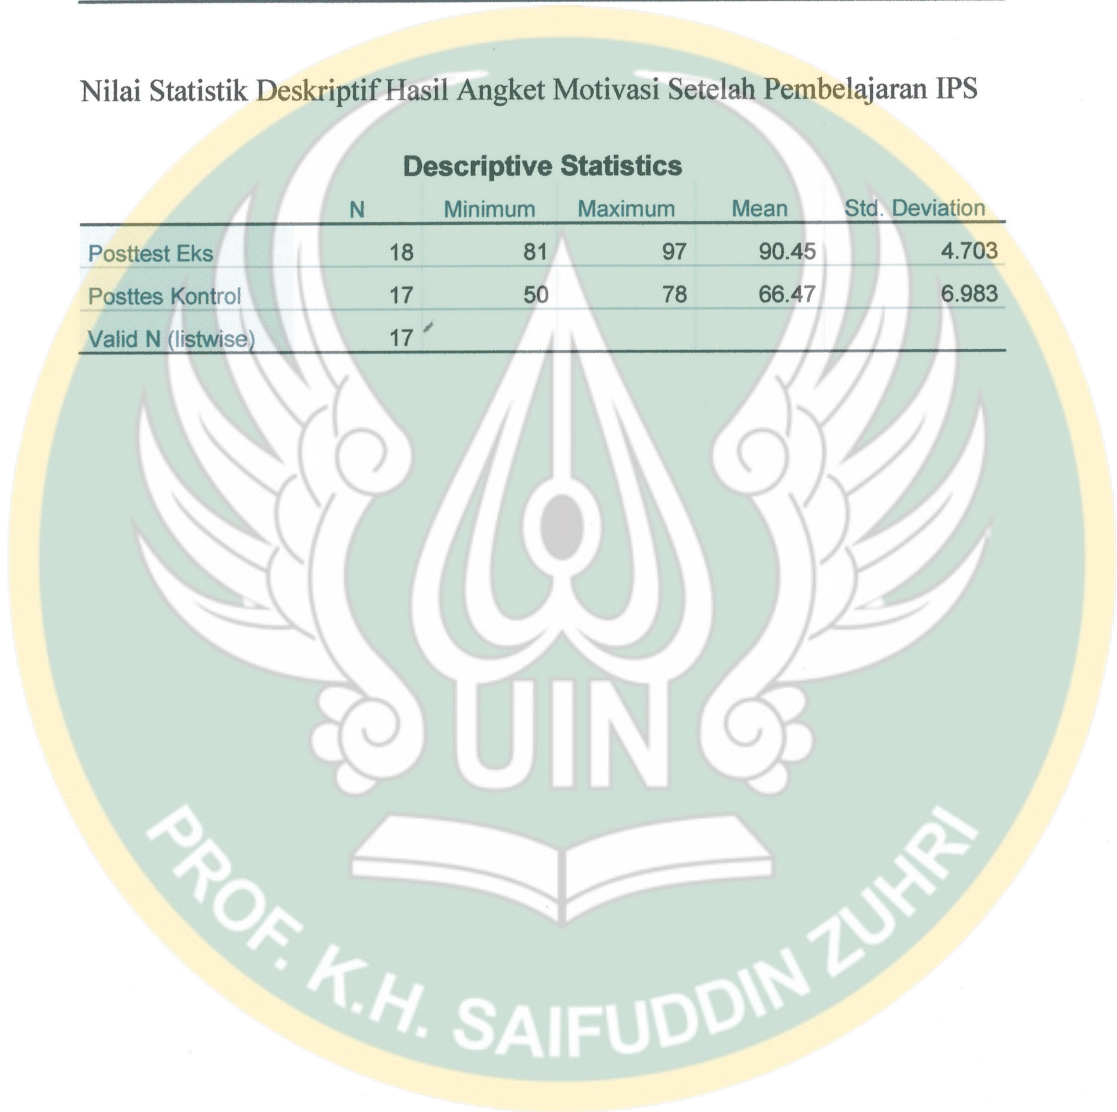 Nilai Statistik Deskriptif Hasil Angket Motivasi Setelah Pembelajaran IPS
Descriptive Statistics
N Minimum Maximum Mean Std. Deviation
Posttest Eks 18 81 97 90.45 4.703
Posttes Kontrol 17 50 78 66.47 6.983
Valid N (listwise) 17
UIN
PROF. K.H. SAIFUDDIN ZUHRI